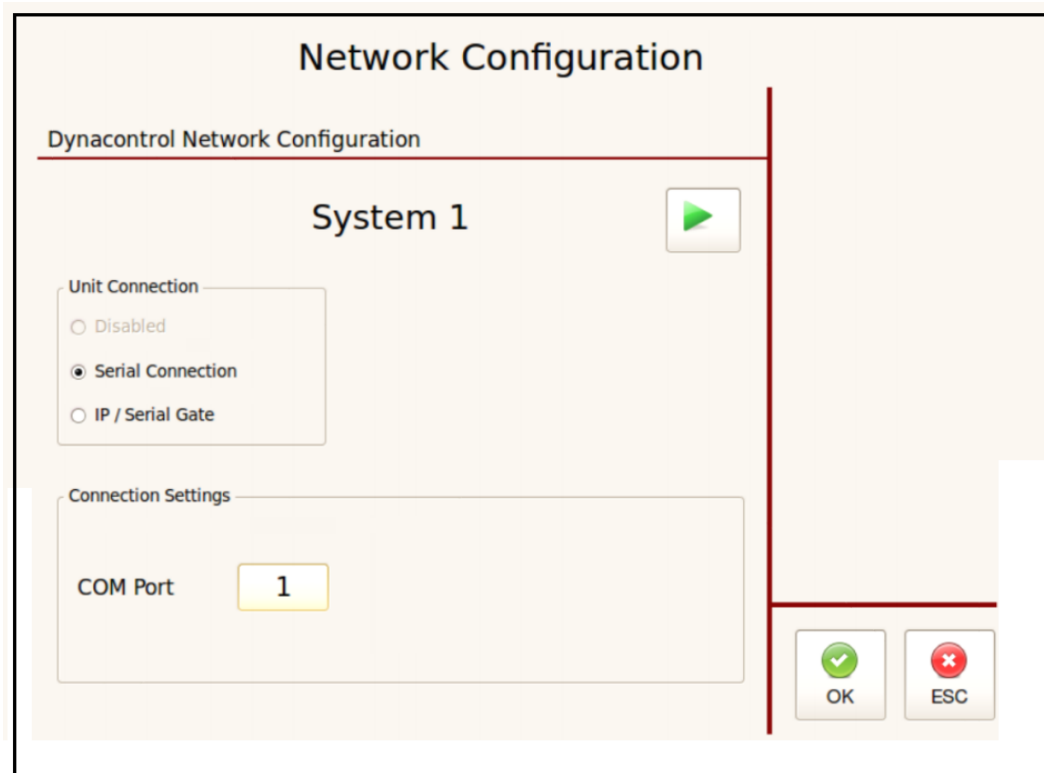 Network Configuration
Dynacontrol Network Configuration
System 1
Unit Connection
Disabled
Serial Connection
IP / Serial Gate
Connection Settings
COM Port 1
OK ESC